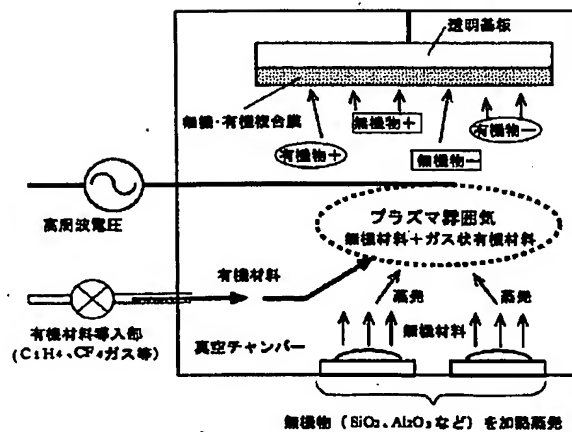 透明基板
無機・有機複合膜
無機物+
有機物-
有機物+
無機物-
高周波電圧
プラズマ雰囲気
無機材料+ガス状有機材料
有機材料
蒸発
蒸発
無機材料
有機材料導入部
(C₂H₄、CF₄ガス等)
真空チャンバー
無機物(SiO₂、Al₂O₃など)を加熱蒸発